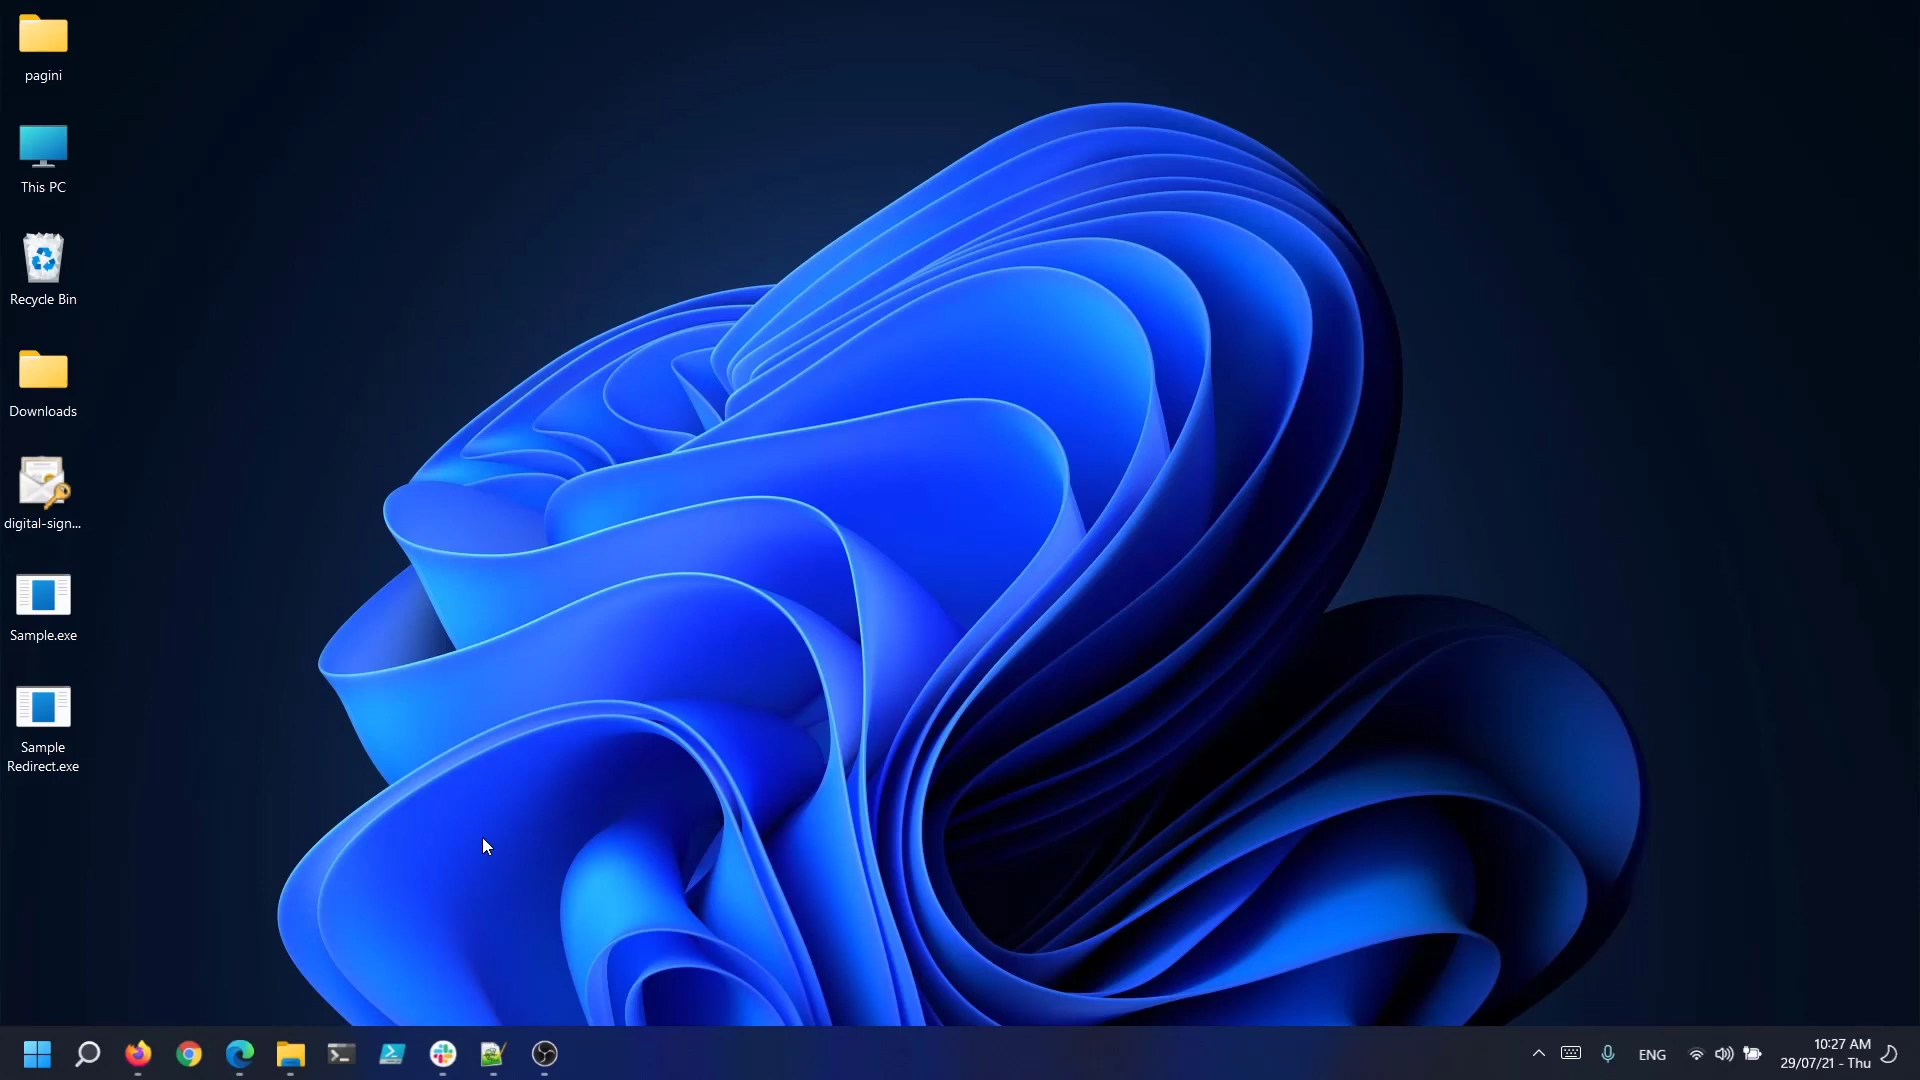 pagini
This PC
Recycle Bin
Downloads
digital-sign...
Sample.exe
Sample
Redirect.exe
ENG
10:27 AM
29/07/21 - Thu